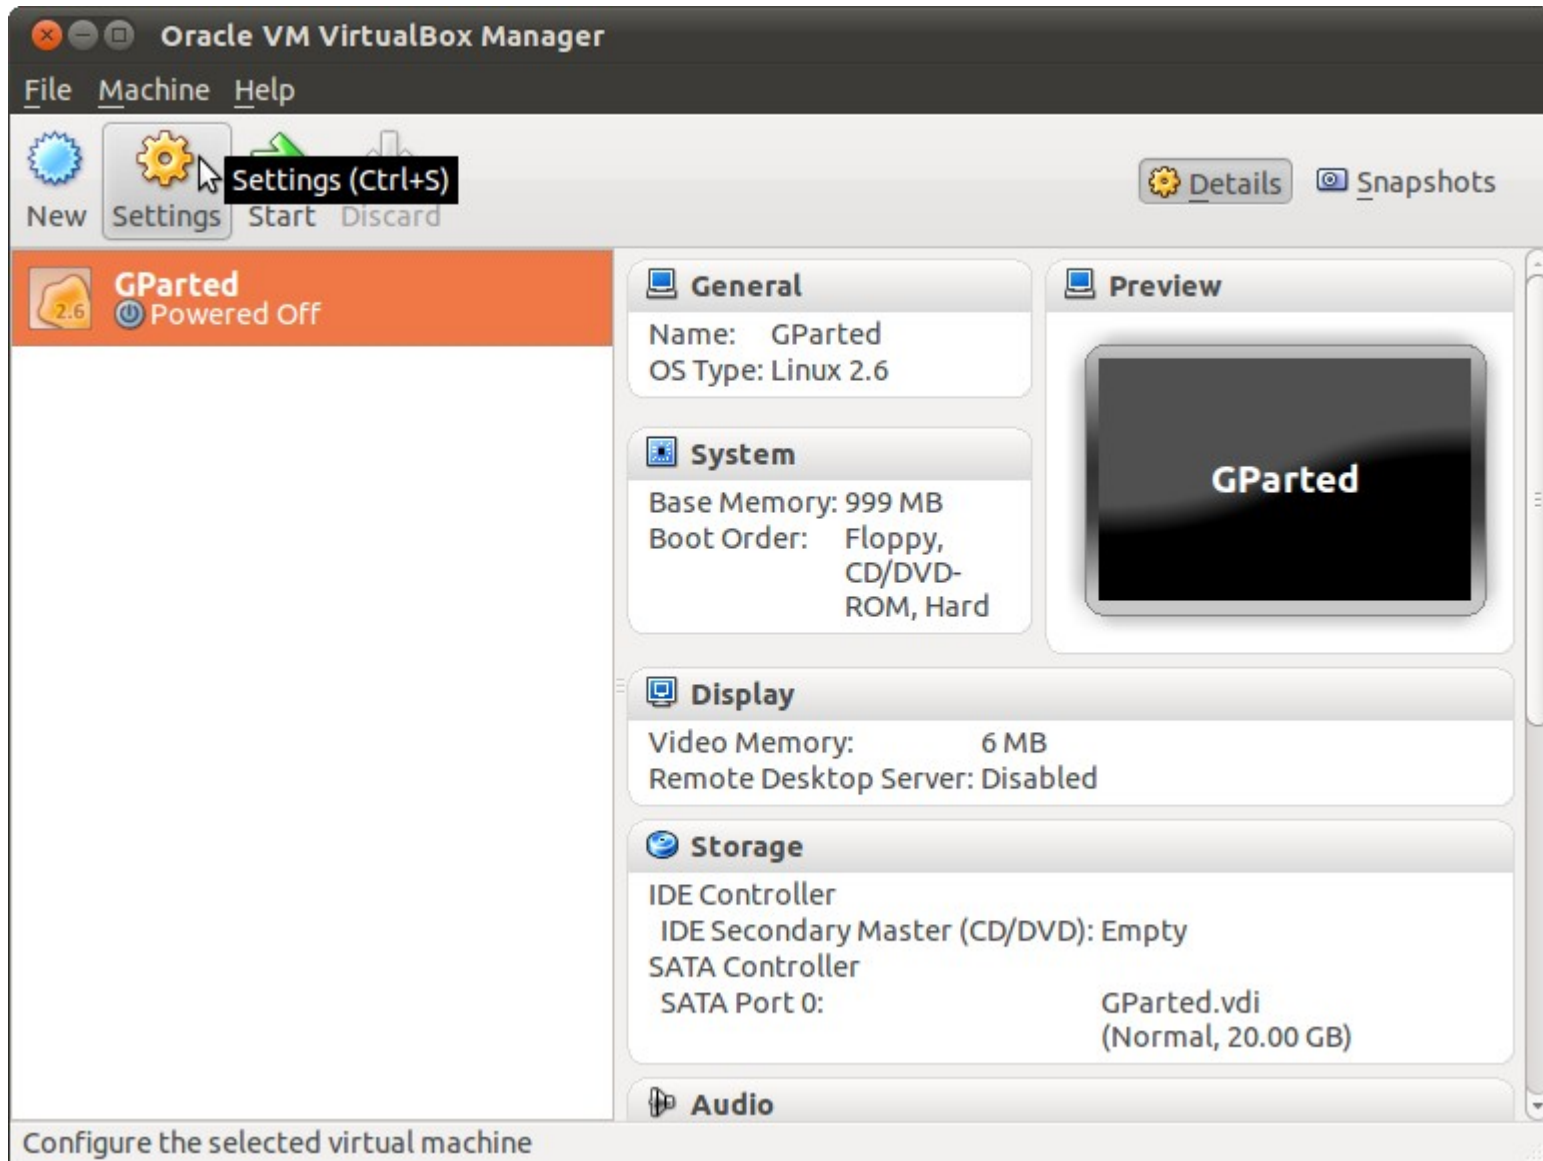 Oracle VM VirtualBox Manager
File Machine Help
New Settings Start Discard
Settings (Ctrl+S)
Details Snapshots
2.6
GParted
Powered Off
General
Name: GParted
OS Type: Linux 2.6
System
Base Memory: 999 MB
Boot Order: Floppy,
CD/DVD-
ROM, Hard
Preview
GParted
Display
Video Memory: 6 MB
Remote Desktop Server: Disabled
Storage
IDE Controller
IDE Secondary Master (CD/DVD): Empty
SATA Controller
SATA Port 0: GParted.vdi
(Normal, 20.00 GB)
Audio
Configure the selected virtual machine